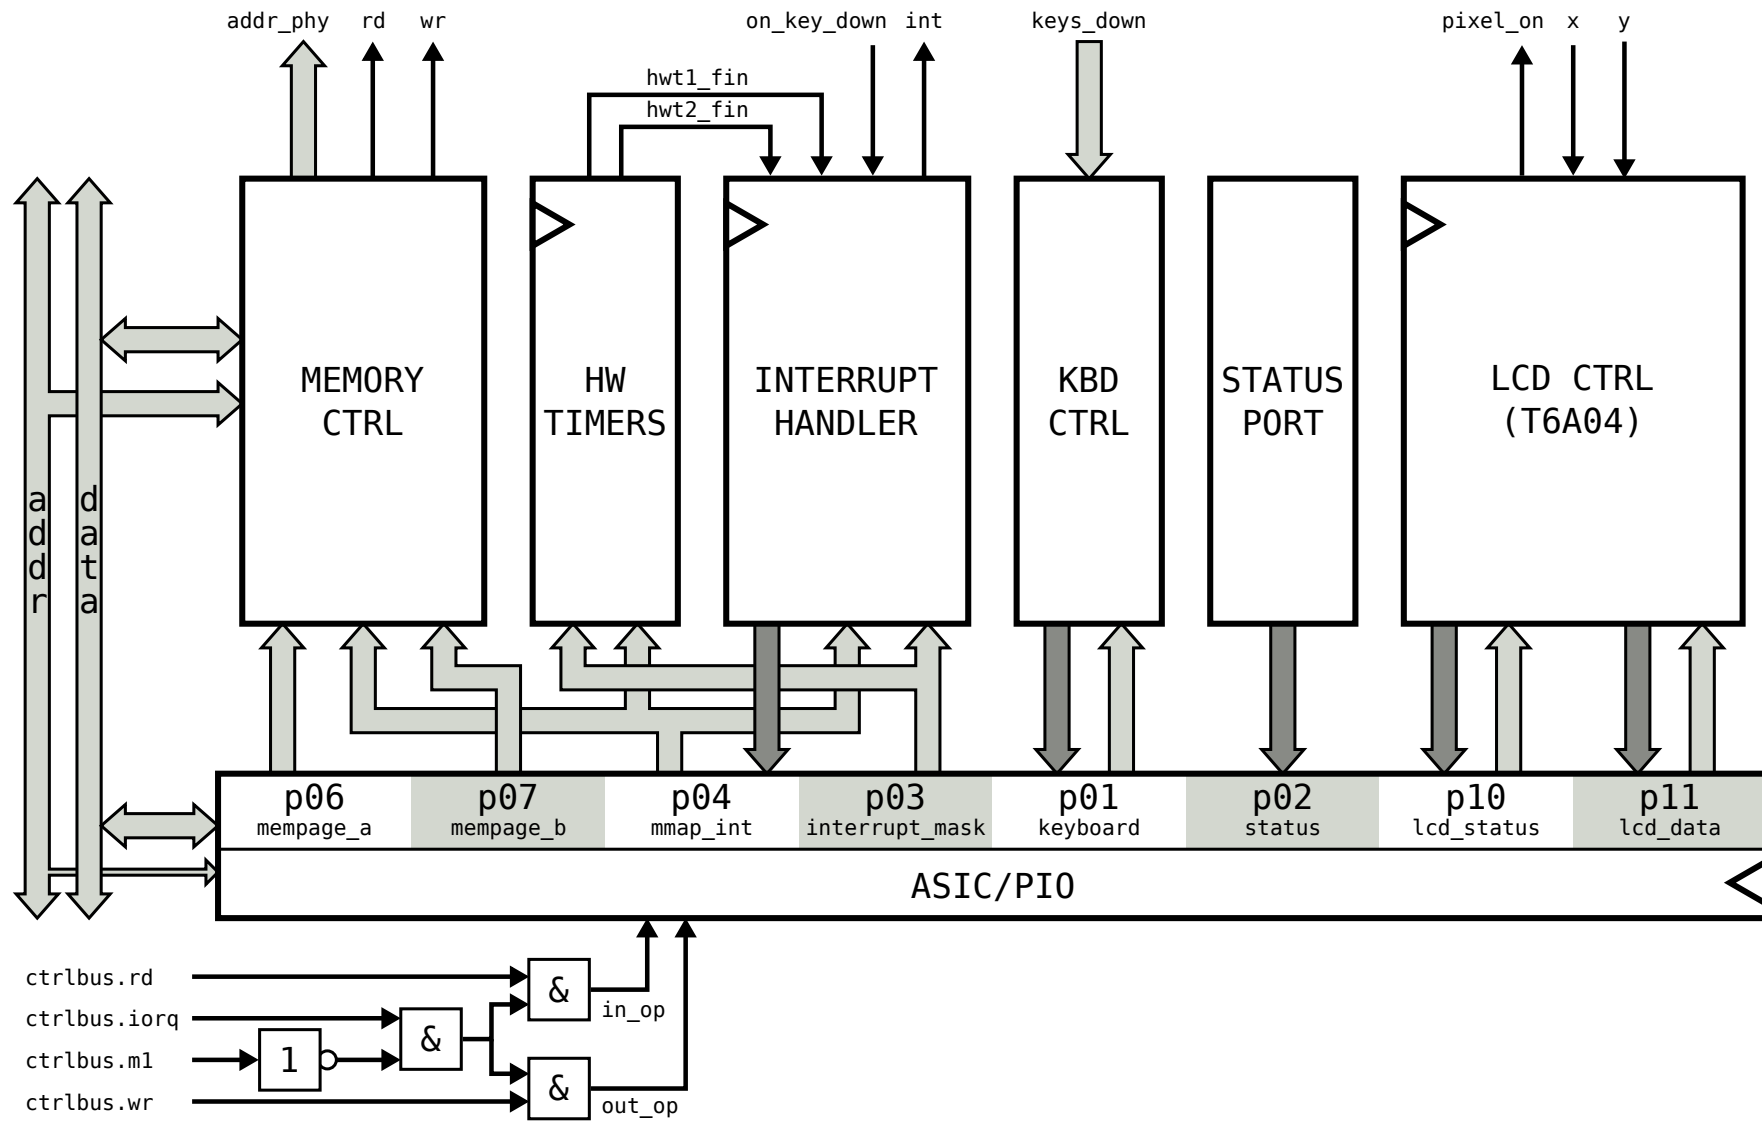 addr_phy rd wr on_key_down int keys_down pixel_on x y
hwt1_fin
hwt2_fin
MEMORY
CTRL
HW
TIMERS
INTERRUPT
HANDLER
KBD
CTRL
STATUS
PORT
LCD CTRL
(T6A04)
addr
data
p06 p07 p04 p03 p01 p02 p10 p11
mempage_a mempage_b mmap_int interrupt_mask keyboard status lcd_status lcd_data
ASIC/PIO
ctrlbus.rd
&
in_op
ctrlbus.iorq
&
ctrlbus.m1
1
&
ctrlbus.wr
out_op